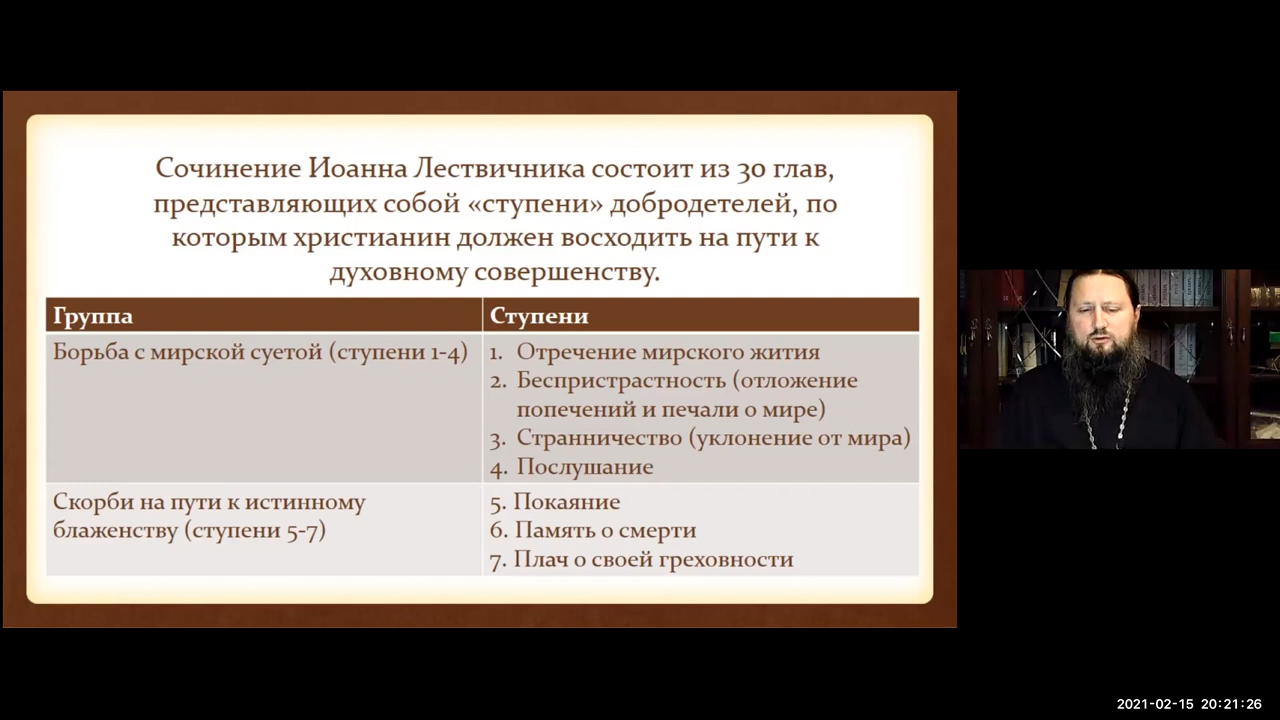 Сочинение Иоанна Лествичника состоит из 30 глав,
представляющих собой «ступени» добродетелей, по
которым христианин должен восходить на пути к
духовному совершенству.
Группа
Ступени
Борьба с мирской суетой (ступени 1-4)
1. Отречение мирского жития
2. Беспристрастность (отложение
попечений и печали о мире)
3. Странничество (уклонение от мира)
4. Послушание
Скорби на пути к истинному
блаженству (ступени 5-7)
5. Покаяние
6. Память о смерти
7. Плач о своей греховности
2021-02-15 20:21:26